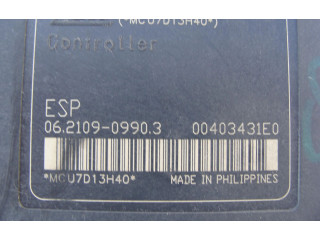 (*MCU7D13H40*)
Controller
ESP
06.2109-0990.3 00403431E0
*MCU7D13H40* MADE IN PHILIPPINES